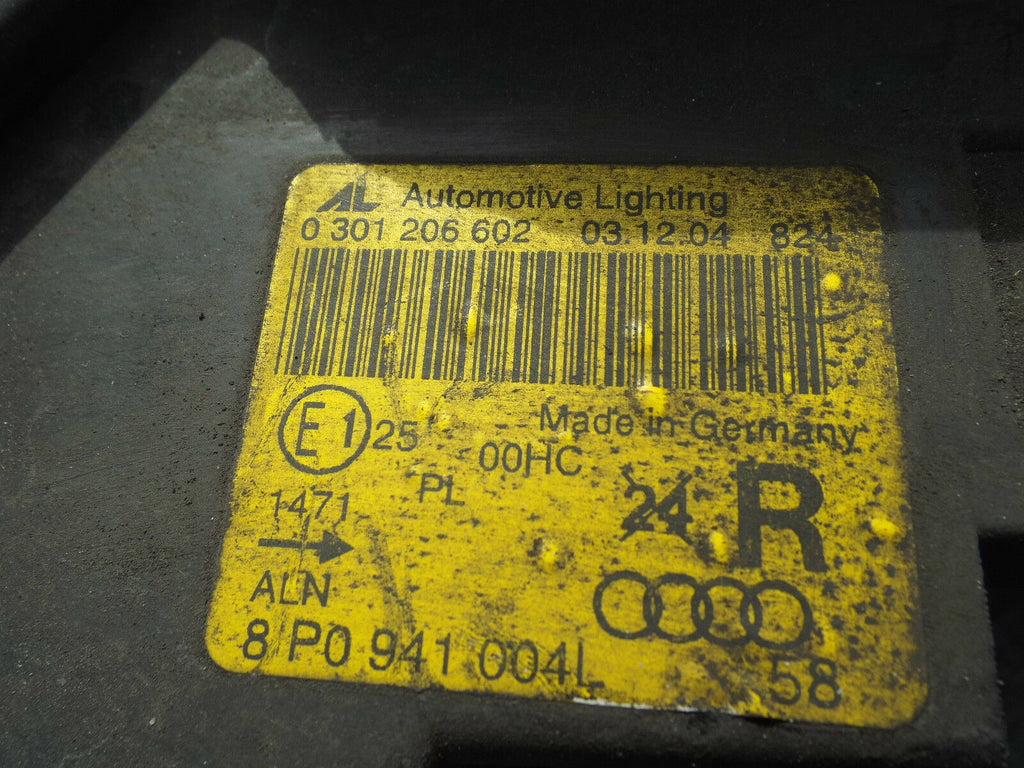 AL Automotive Lighting
0 301 206 602 03.12.04 824
E1 25 Made in Germany
00HC
PL
1471 24 R
ALN
8 P0 941 004L 58